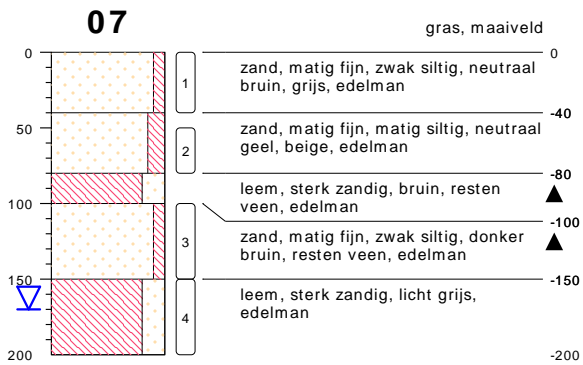 07
gras, maaiveld
0
0
zand, matig fijn, zwak siltig, neutraal
bruin, grijs, edelman
1
-40
50
zand, matig fijn, matig siltig, neutraal
geel, beige, edelman
2
-80
leem, sterk zandig, bruin, resten
veen, edelman
100
-100
zand, matig fijn, zwak siltig, donker
bruin, resten veen, edelman
3
150
-150
leem, sterk zandig, licht grijs,
edelman
4
200
-200